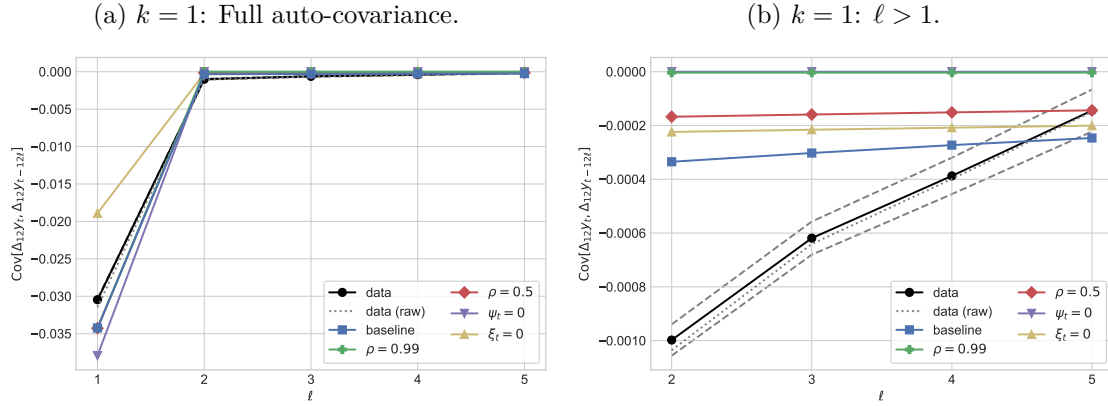 (a) k = 1: Full auto-covariance.
0.000
−0.005
−0.010
−0.015
−0.020
−0.025
−0.030
−0.035
Cov[Δ₁₂yₜ, Δ₁₂yₜ₋₁₂ℓ]
data
data (raw)
baseline
ρ = 0.99
ρ = 0.5
ψₜ = 0
ξₜ = 0
1 2 3 4 5
ℓ
(b) k = 1: ℓ > 1.
0.0000
−0.0002
−0.0004
−0.0006
−0.0008
−0.0010
Cov[Δ₁₂yₜ, Δ₁₂yₜ₋₁₂ℓ]
data
data (raw)
baseline
ρ = 0.99
ρ = 0.5
ψₜ = 0
ξₜ = 0
2 3 4 5
ℓ